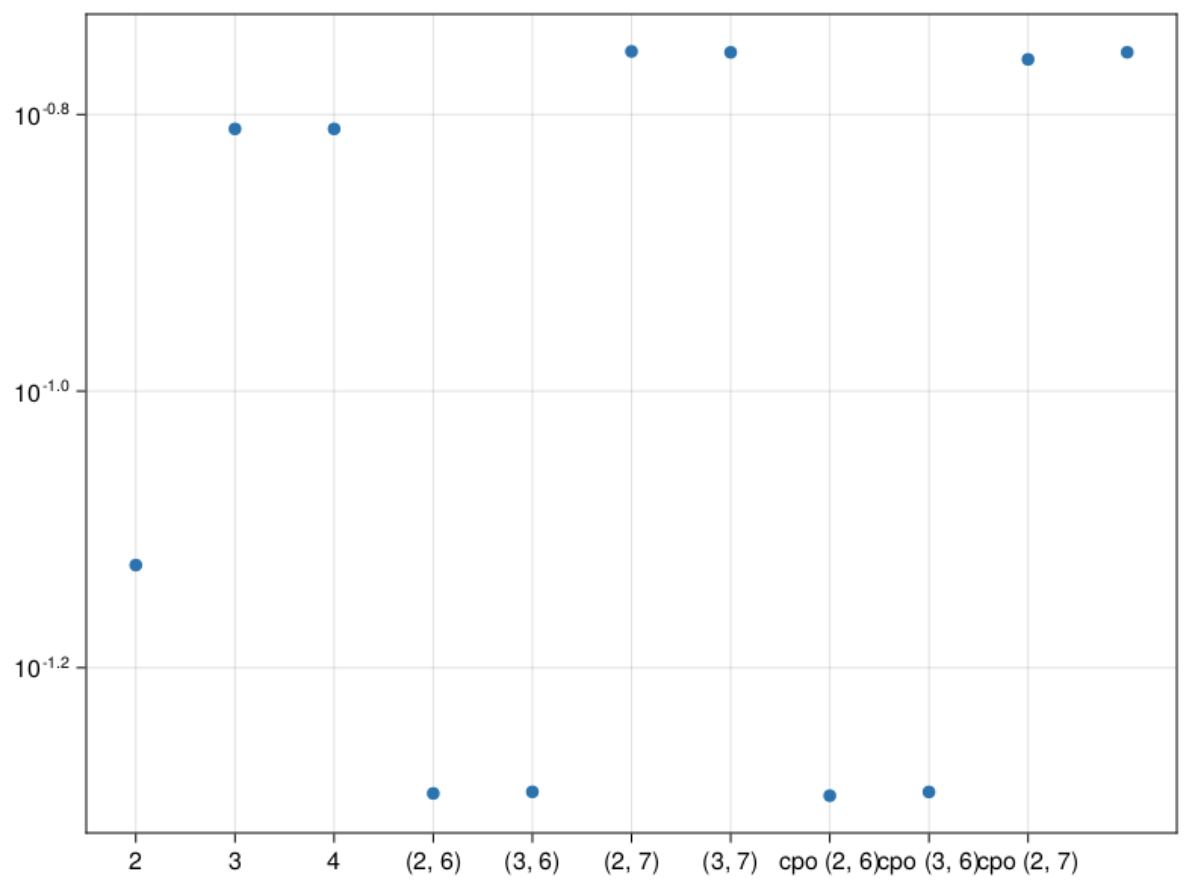 10-0.8
10-1.0
10-1.2
2 3 4 (2, 6) (3, 6) (2, 7) (3, 7) cpo (2, 6) cpo (3, 6) cpo (2, 7)